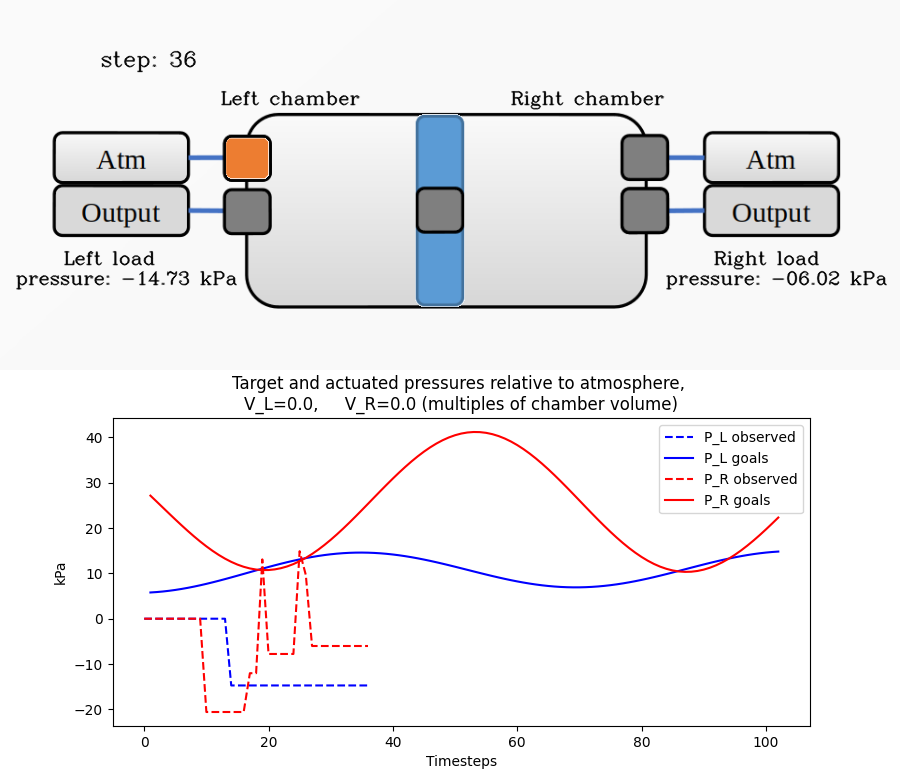 step: 36
Left chamber
Right chamber
Atm
Atm
Output
Output
Left load
pressure: -14.73 kPa
Right load
pressure: -06.02 kPa
Target and actuated pressures relative to atmosphere,
V_L=0.0, V_R=0.0 (multiples of chamber volume)
P_L observed
P_L goals
P_R observed
P_R goals
kPa
40
30
20
10
0
−10
−20
0 20 40 60 80 100
Timesteps